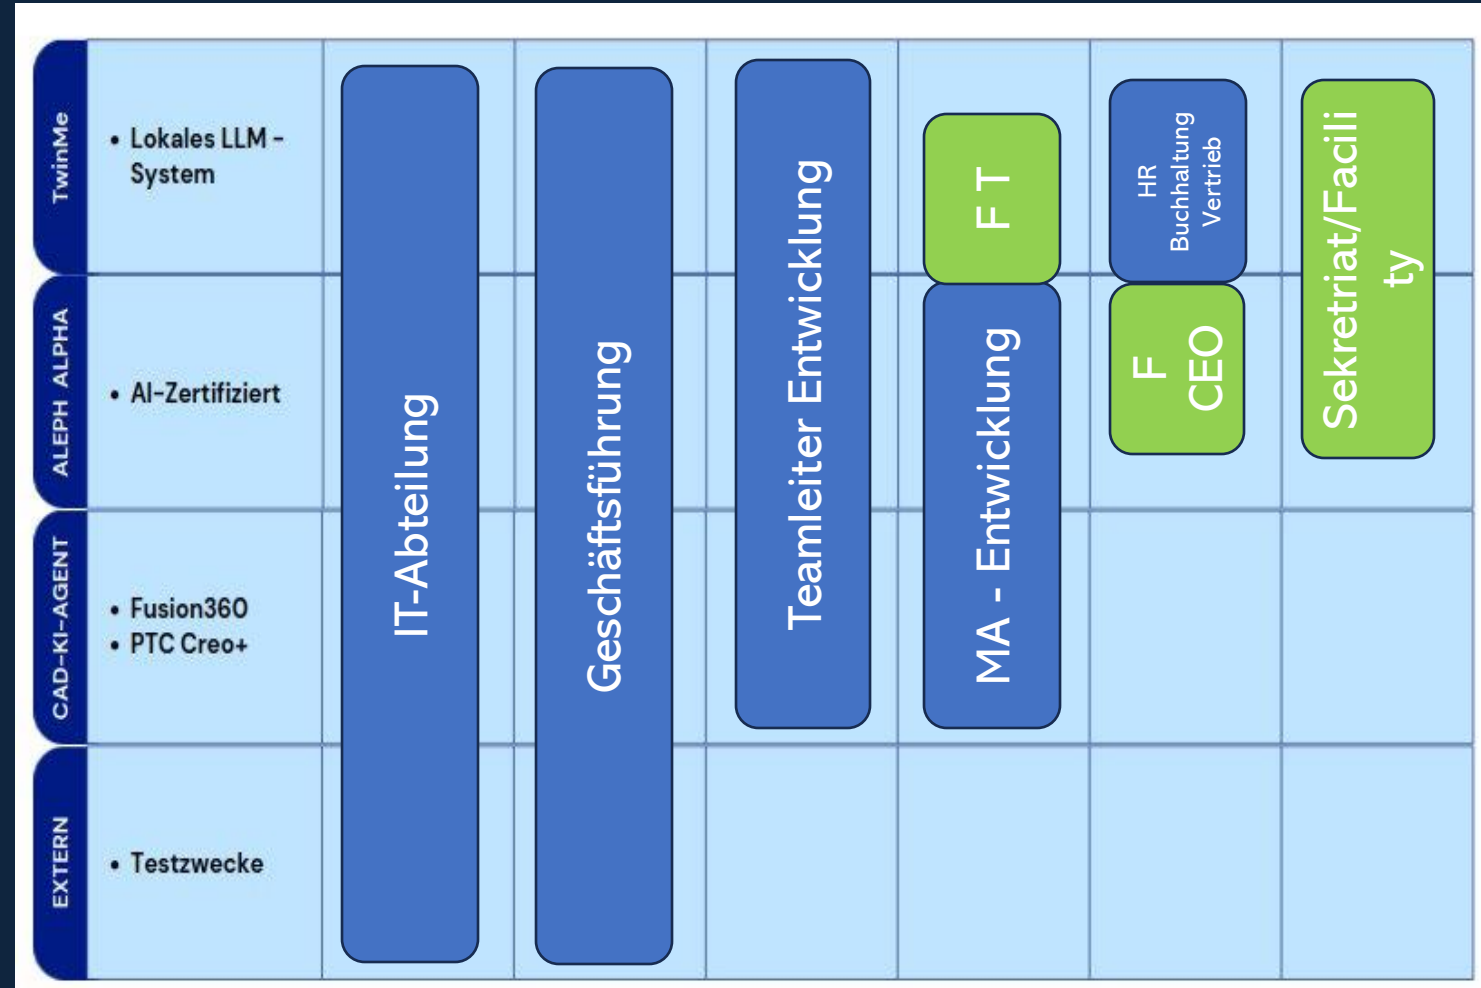 TwinMe
• Lokales LLM -
System
ALEPH ALPHA
• AI-Zertifiziert
CAD-KI-AGENT
• Fusion360
• PTC Creo+
EXTERN
• Testzwecke
IT-Abteilung
Geschäftsführung
Teamleiter Entwicklung
F T
MA - Entwicklung
HR
Buchhaltung
Vertrieb
F
CEO
Sekretriat/Facili
ty